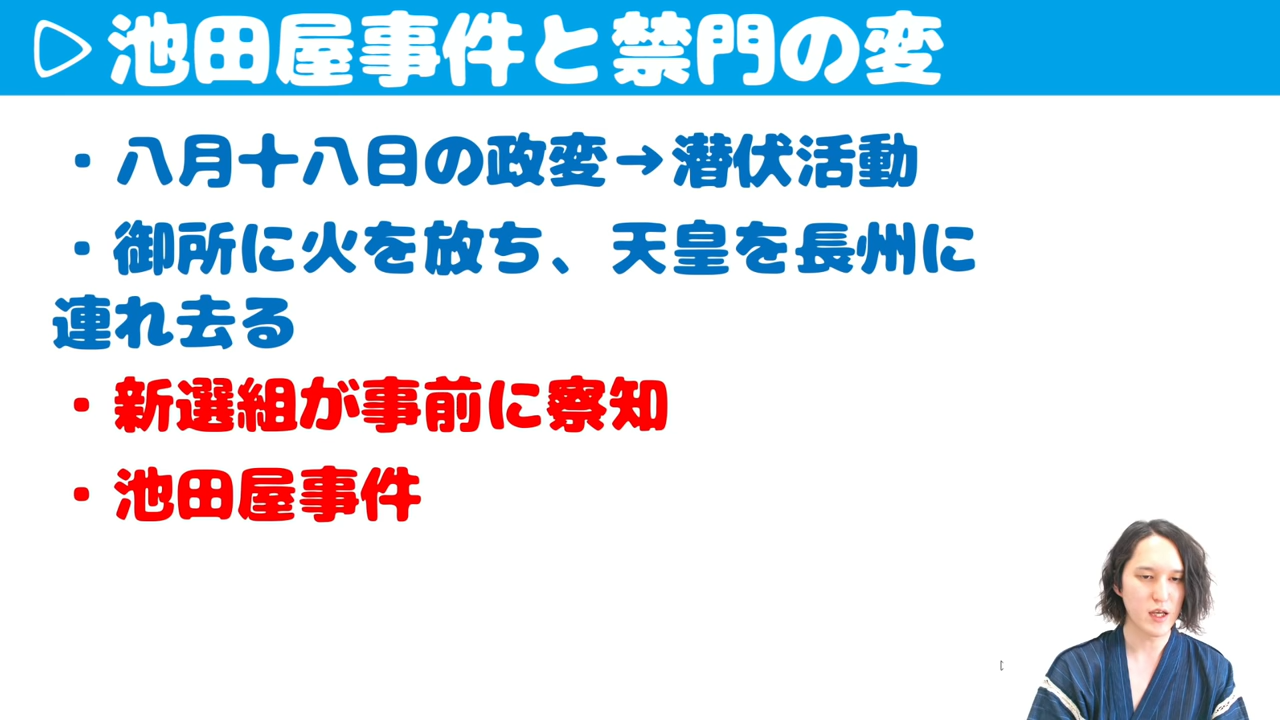 池田屋事件と禁門の変
・八月十八日の政変→潜伏活動
・御所に火を放ち、天皇を長州に
連れ去る
・新選組が事前に察知
・池田屋事件